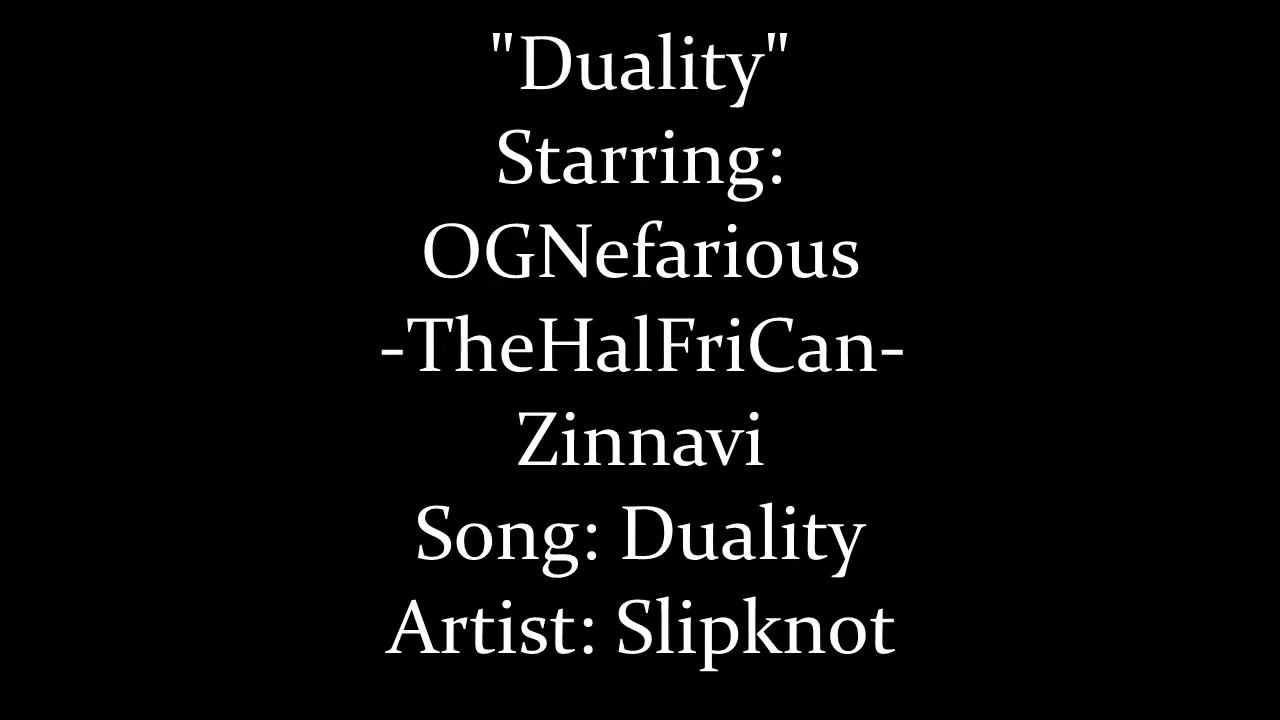 "Duality"
Starring:
OGNefarious
-TheHalFriCan-
Zinnavi
Song: Duality
Artist: Slipknot